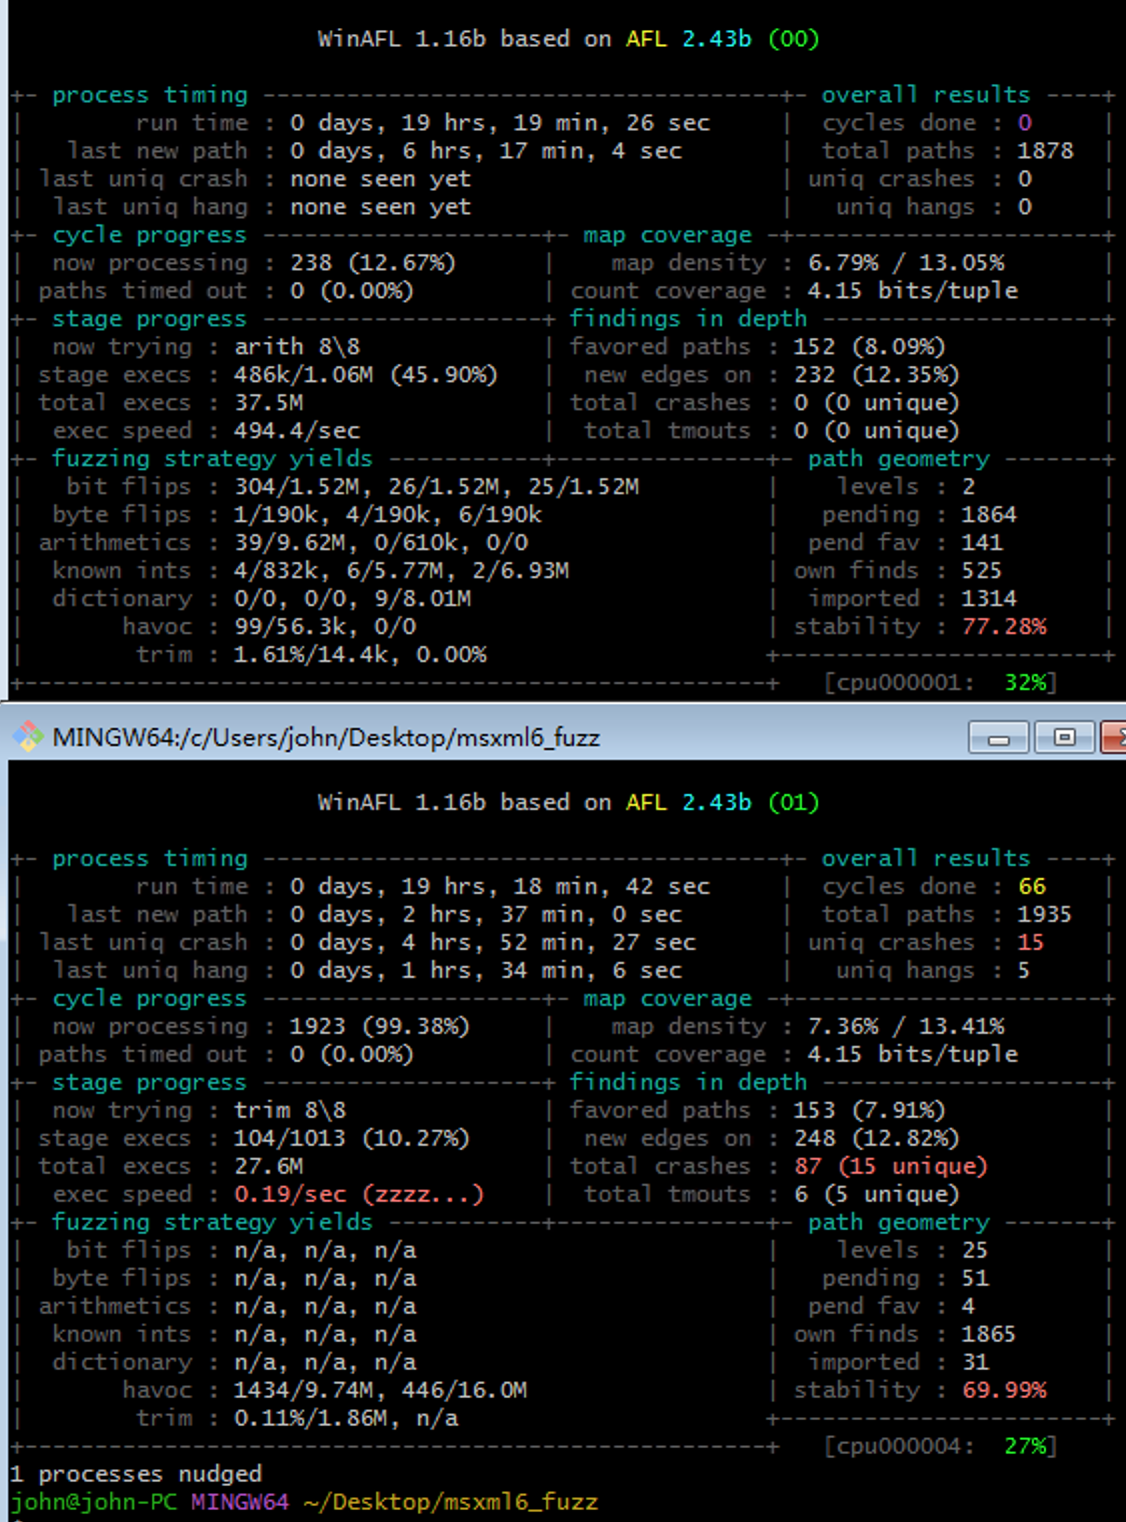 WinAFL 1.16b based on AFL 2.43b (00)
+- process timing -------------------------------------+- overall results ----+
| run time : 0 days, 19 hrs, 19 min, 26 sec | cycles done : 0 |
| last new path : 0 days, 6 hrs, 17 min, 4 sec | total paths : 1878 |
| last uniq crash : none seen yet | uniq crashes : 0 |
| last uniq hang : none seen yet | uniq hangs : 0 |
+- cycle progress --------------------+- map coverage -+----------------------+
| now processing : 238 (12.67%) | map density : 6.79% / 13.05% |
| paths timed out : 0 (0.00%) | count coverage : 4.15 bits/tuple |
+- stage progress --------------------+ findings in depth --------------------+
| now trying : arith 8\8 | favored paths : 152 (8.09%) |
| stage execs : 486k/1.06M (45.90%) | new edges on : 232 (12.35%) |
| total execs : 37.5M | total crashes : 0 (0 unique) |
| exec speed : 494.4/sec | total tmouts : 0 (0 unique) |
+- fuzzing strategy yields -----------+---------------+- path geometry -------+
| bit flips : 304/1.52M, 26/1.52M, 25/1.52M | levels : 2 |
| byte flips : 1/190k, 4/190k, 6/190k | pending : 1864 |
| arithmetics : 39/9.62M, 0/610k, 0/0 | pend fav : 141 |
| known ints : 4/832k, 6/5.77M, 2/6.93M | own finds : 525 |
| dictionary : 0/0, 0/0, 9/8.01M | imported : 1314 |
| havoc : 99/56.3k, 0/0 | stability : 77.28% |
| trim : 1.61%/14.4k, 0.00% +-----------------------+
+-----------------------------------------------------+ [cpu000001: 32%]
MINGW64:/c/Users/john/Desktop/msxml6_fuzz
WinAFL 1.16b based on AFL 2.43b (01)
+- process timing -------------------------------------+- overall results ----+
| run time : 0 days, 19 hrs, 18 min, 42 sec | cycles done : 66 |
| last new path : 0 days, 2 hrs, 37 min, 0 sec | total paths : 1935 |
| last uniq crash : 0 days, 4 hrs, 52 min, 27 sec | uniq crashes : 15 |
| last uniq hang : 0 days, 1 hrs, 34 min, 6 sec | uniq hangs : 5 |
+- cycle progress --------------------+- map coverage -+----------------------+
| now processing : 1923 (99.38%) | map density : 7.36% / 13.41% |
| paths timed out : 0 (0.00%) | count coverage : 4.15 bits/tuple |
+- stage progress --------------------+ findings in depth --------------------+
| now trying : trim 8\8 | favored paths : 153 (7.91%) |
| stage execs : 104/1013 (10.27%) | new edges on : 248 (12.82%) |
| total execs : 27.6M | total crashes : 87 (15 unique) |
| exec speed : 0.19/sec (zzzz...) | total tmouts : 6 (5 unique) |
+- fuzzing strategy yields -----------+---------------+- path geometry -------+
| bit flips : n/a, n/a, n/a | levels : 25 |
| byte flips : n/a, n/a, n/a | pending : 51 |
| arithmetics : n/a, n/a, n/a | pend fav : 4 |
| known ints : n/a, n/a, n/a | own finds : 1865 |
| dictionary : n/a, n/a, n/a | imported : 31 |
| havoc : 1434/9.74M, 446/16.0M | stability : 69.99% |
| trim : 0.11%/1.86M, n/a +-----------------------+
+-----------------------------------------------------+ [cpu000004: 27%]
1 processes nudged
john@john-PC MINGW64 ~/Desktop/msxml6_fuzz